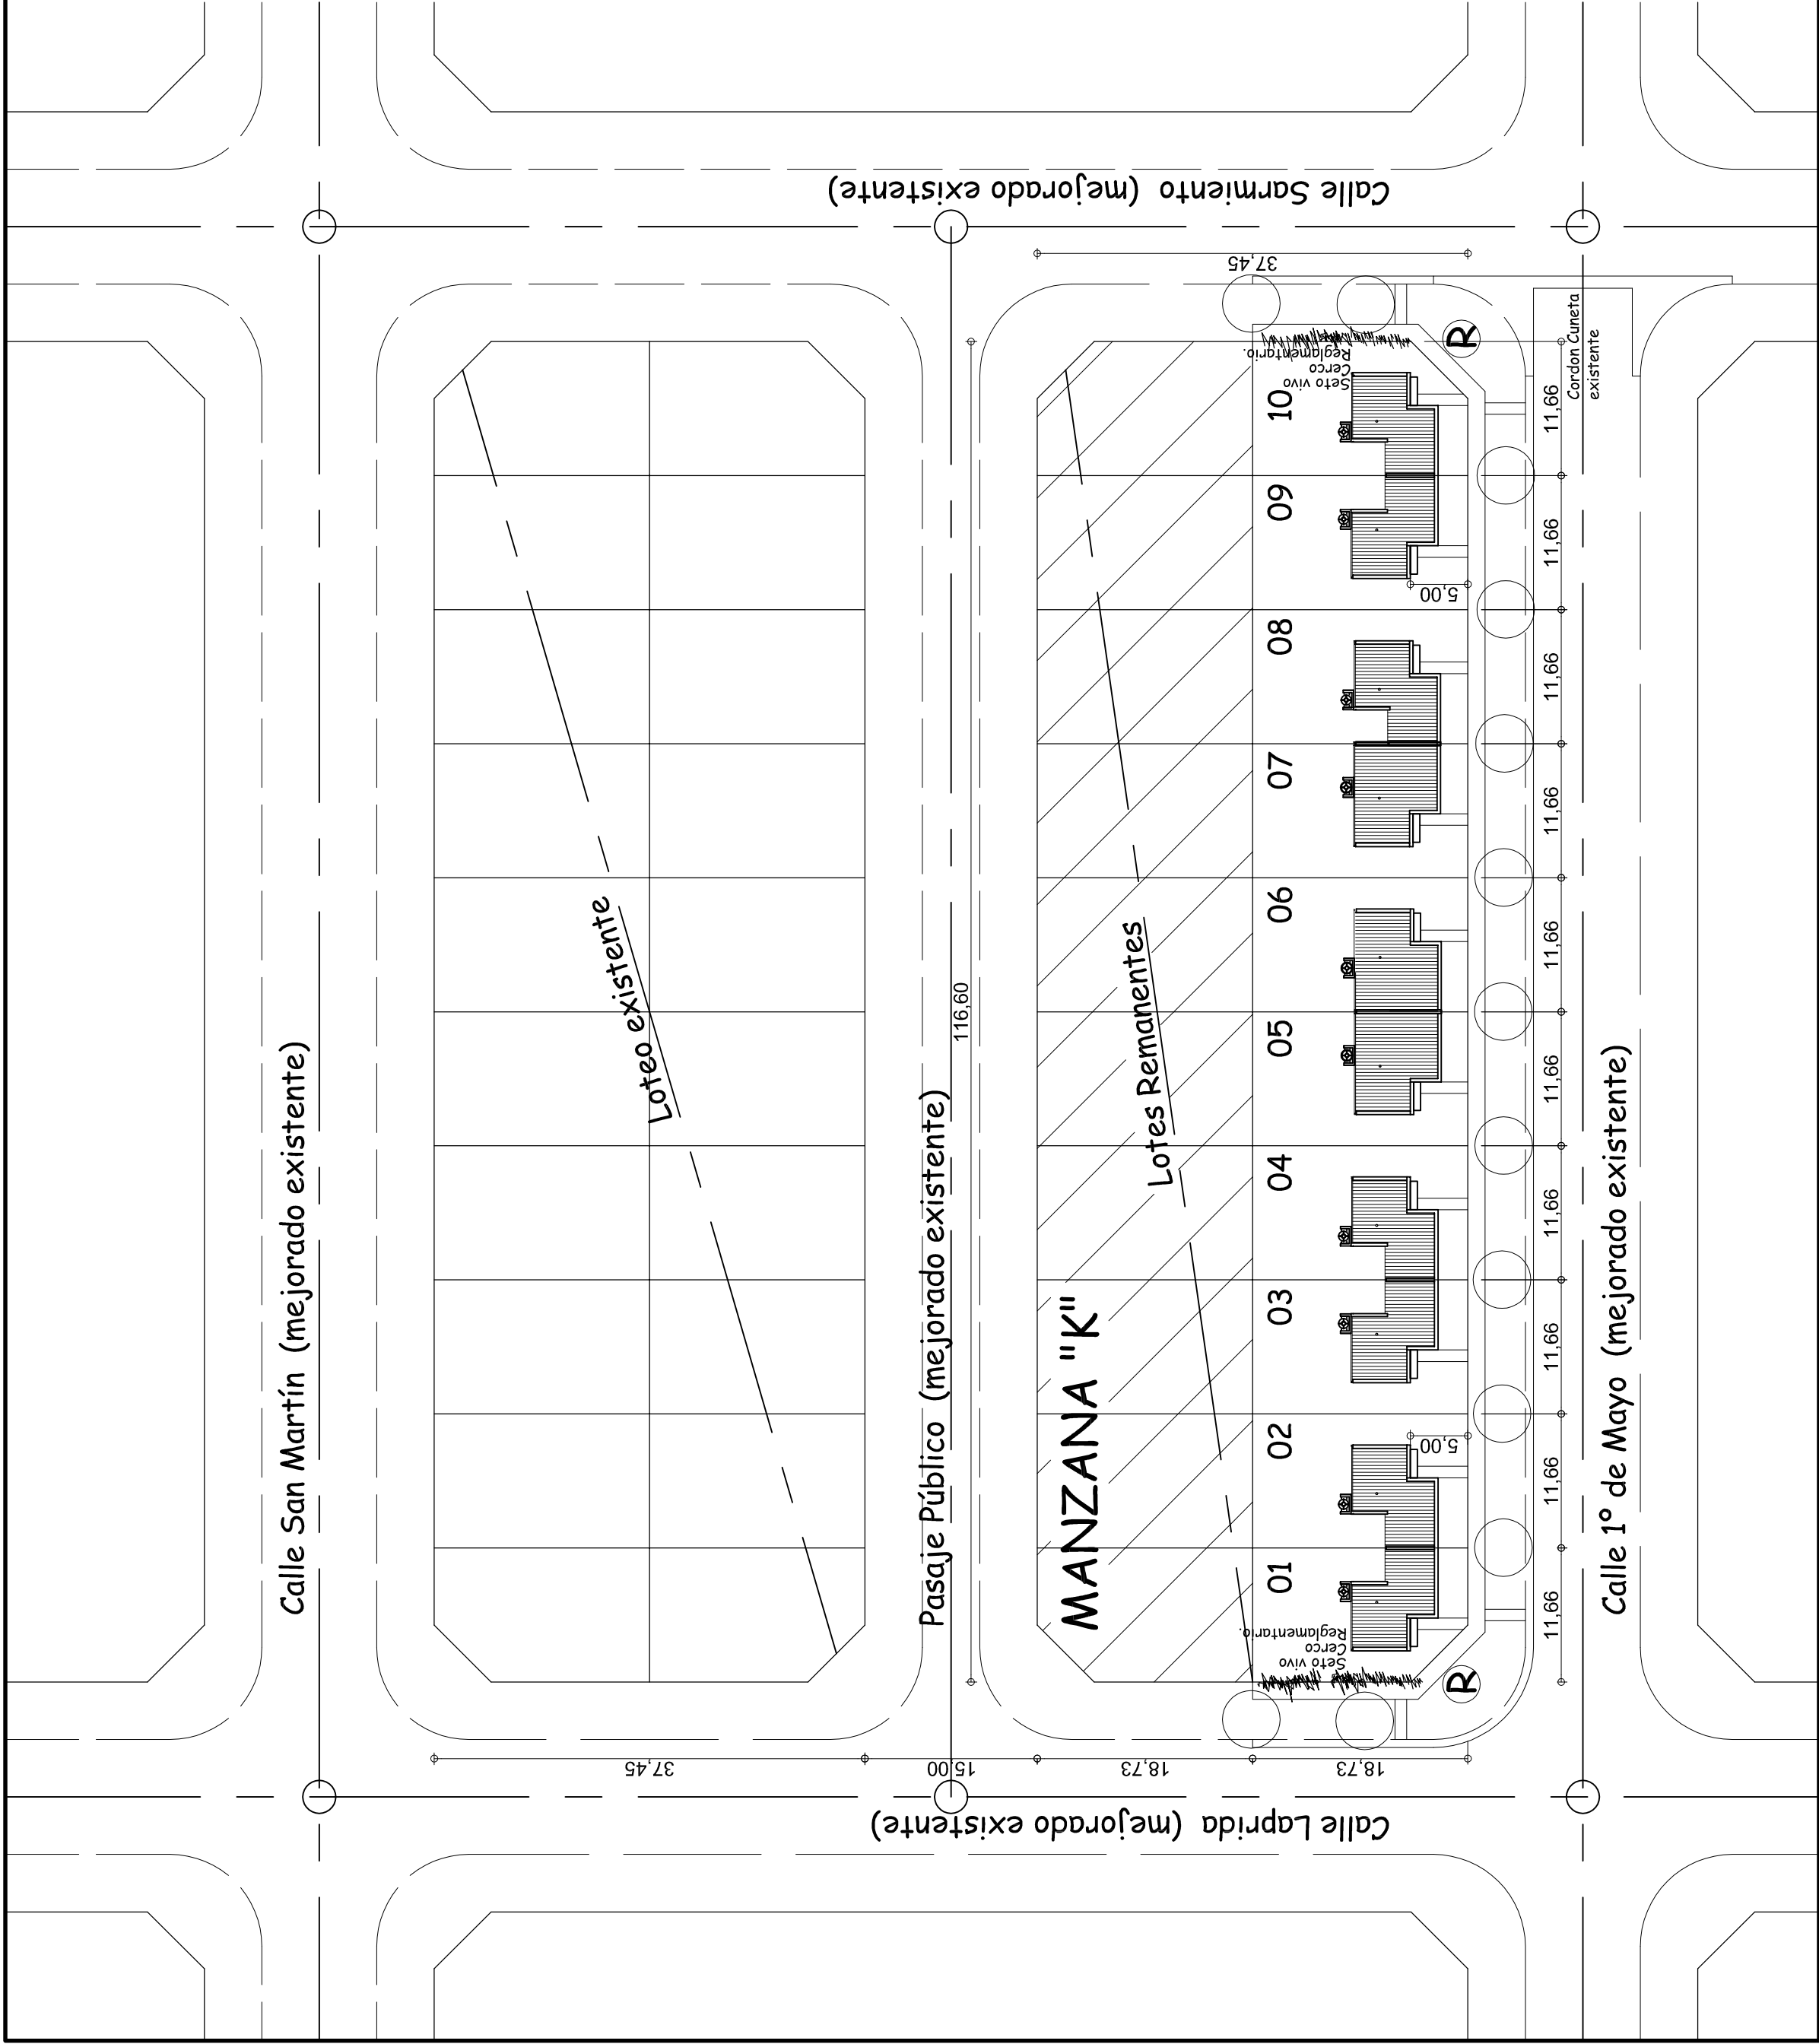 Calle San Martín (mejorado existente)
Loteo existente
Pasaje Público (mejorado existente)
116,60
MANZANA "K"
Lotes Remanentes
01
02
03
04
05
06
07
08
09
10
Seto vivo
Cerco
Reglamentario.
Seto vivo
Cerco
Reglamentario.
5,00
5,00
R
R
11,66
11,66
11,66
11,66
11,66
11,66
11,66
11,66
11,66
11,66
Cordon Cuneta
existente
Calle 1º de Mayo (mejorado existente)
Calle Laprida (mejorado existente)
37,45
15,00
18,73
18,73
Calle Sarmiento (mejorado existente)
37,45